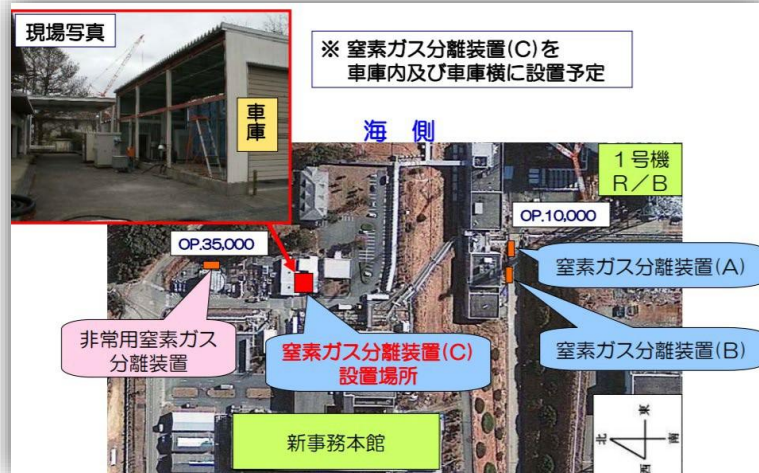 現場写真
車
庫
※ 窒素ガス分離装置(C)を
車庫内及び車庫横に設置予定
海 側
1号機
R/B
OP.10,000
OP.35,000
窒素ガス分離装置(A)
非常用窒素ガス
分離装置
窒素ガス分離装置(C)
設置場所
窒素ガス分離装置(B)
新事務本館
東
北
南
西